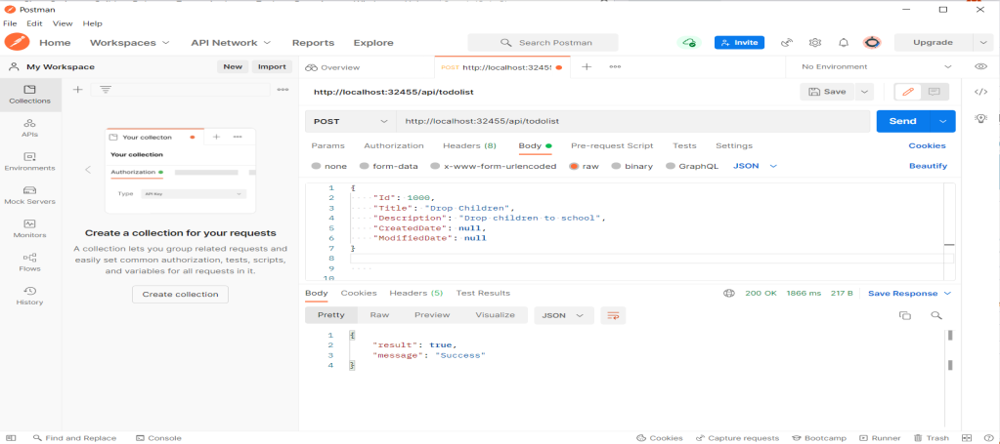 Postman
File Edit View Help
Home Workspaces API Network Reports Explore Search Postman Invite Upgrade
My Workspace New Import Overview POST http://localhost:3245! No Environment
http://localhost:32455/api/todolist Save
Collections
APIs
Environments
Mock Servers
Monitors
Flows
History
Your collecton
Your collection
Authorization
Type API Key
Create a collection for your requests
A collection lets you group related requests and
easily set common authorization, tests, scripts,
and variables for all requests in it.
Create collection
POST http://localhost:32455/api/todolist Send
Params Authorization Headers (8) Body Pre-request Script Tests Settings Cookies
none form-data x-www-form-urlencoded raw binary GraphQL JSON Beautify
1 {
2 "Id": 1000,
3 "Title": "Drop Children",
4 "Description": "Drop children to school",
5 "CreatedDate": null,
6 "ModifiedDate": null
7 }
8
9
10
Body Cookies Headers (5) Test Results 200 OK 1866 ms 217 B Save Response
Pretty Raw Preview Visualize JSON
1 {
2 "result": true,
3 "message": "Success"
4 }
Find and Replace Console Cookies Capture requests Bootcamp Runner Trash